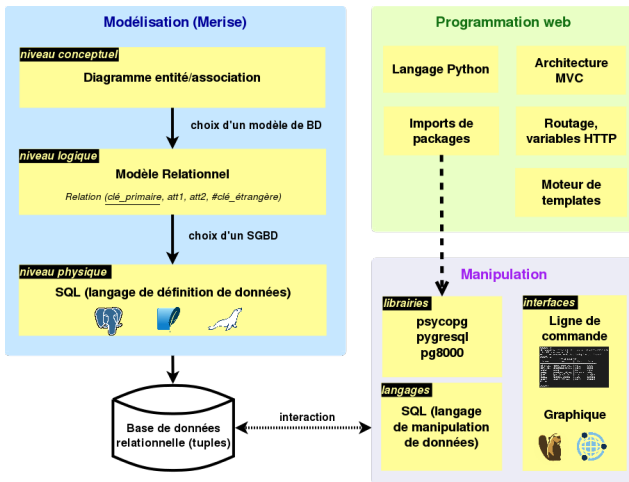 Modélisation (Merise)
niveau conceptuel
Diagramme entité/association
choix d'un modèle de BD
niveau logique
Modèle Relationnel
Relation (clé_primaire, att1, att2, #clé_étrangère)
choix d'un SGBD
niveau physique
SQL (langage de définition de données)
Base de données
relationnelle (tuples)
interaction
Programmation web
Langage Python
Architecture
MVC
Imports de
packages
Routage,
variables HTTP
Moteur de
templates
Manipulation
librairies
psycopg
pygresql
pg8000
langages
SQL (langage
de manipulation
de données)
interfaces
Ligne de
commande
Graphique